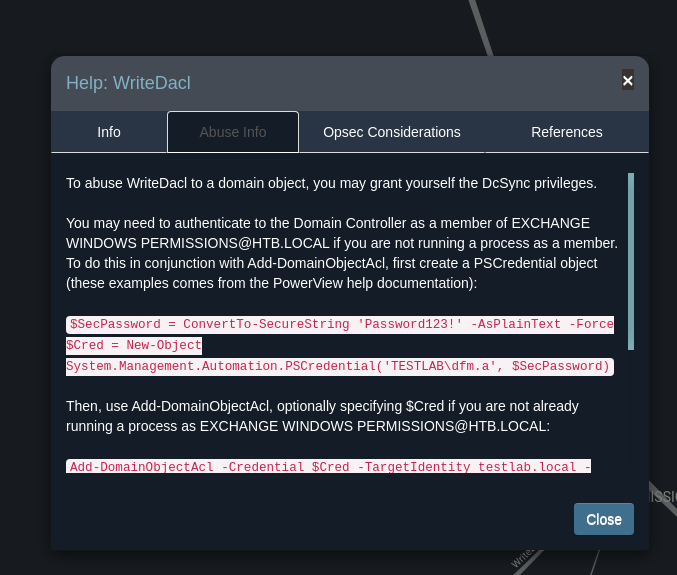 Help: WriteDacl
×
Info Abuse Info Opsec Considerations References
To abuse WriteDacl to a domain object, you may grant yourself the DcSync privileges.
You may need to authenticate to the Domain Controller as a member of EXCHANGE
WINDOWS PERMISSIONS@HTB.LOCAL if you are not running a process as a member.
To do this in conjunction with Add-DomainObjectAcl, first create a PSCredential object
(these examples comes from the PowerView help documentation):
$SecPassword = ConvertTo-SecureString 'Password123!' -AsPlainText -Force
$Cred = New-Object
System.Management.Automation.PSCredential('TESTLAB\dfm.a', $SecPassword)
Then, use Add-DomainObjectAcl, optionally specifying $Cred if you are not already
running a process as EXCHANGE WINDOWS PERMISSIONS@HTB.LOCAL:
Add-DomainObjectAcl -Credential $Cred -TargetIdentity testlab.local -
Close